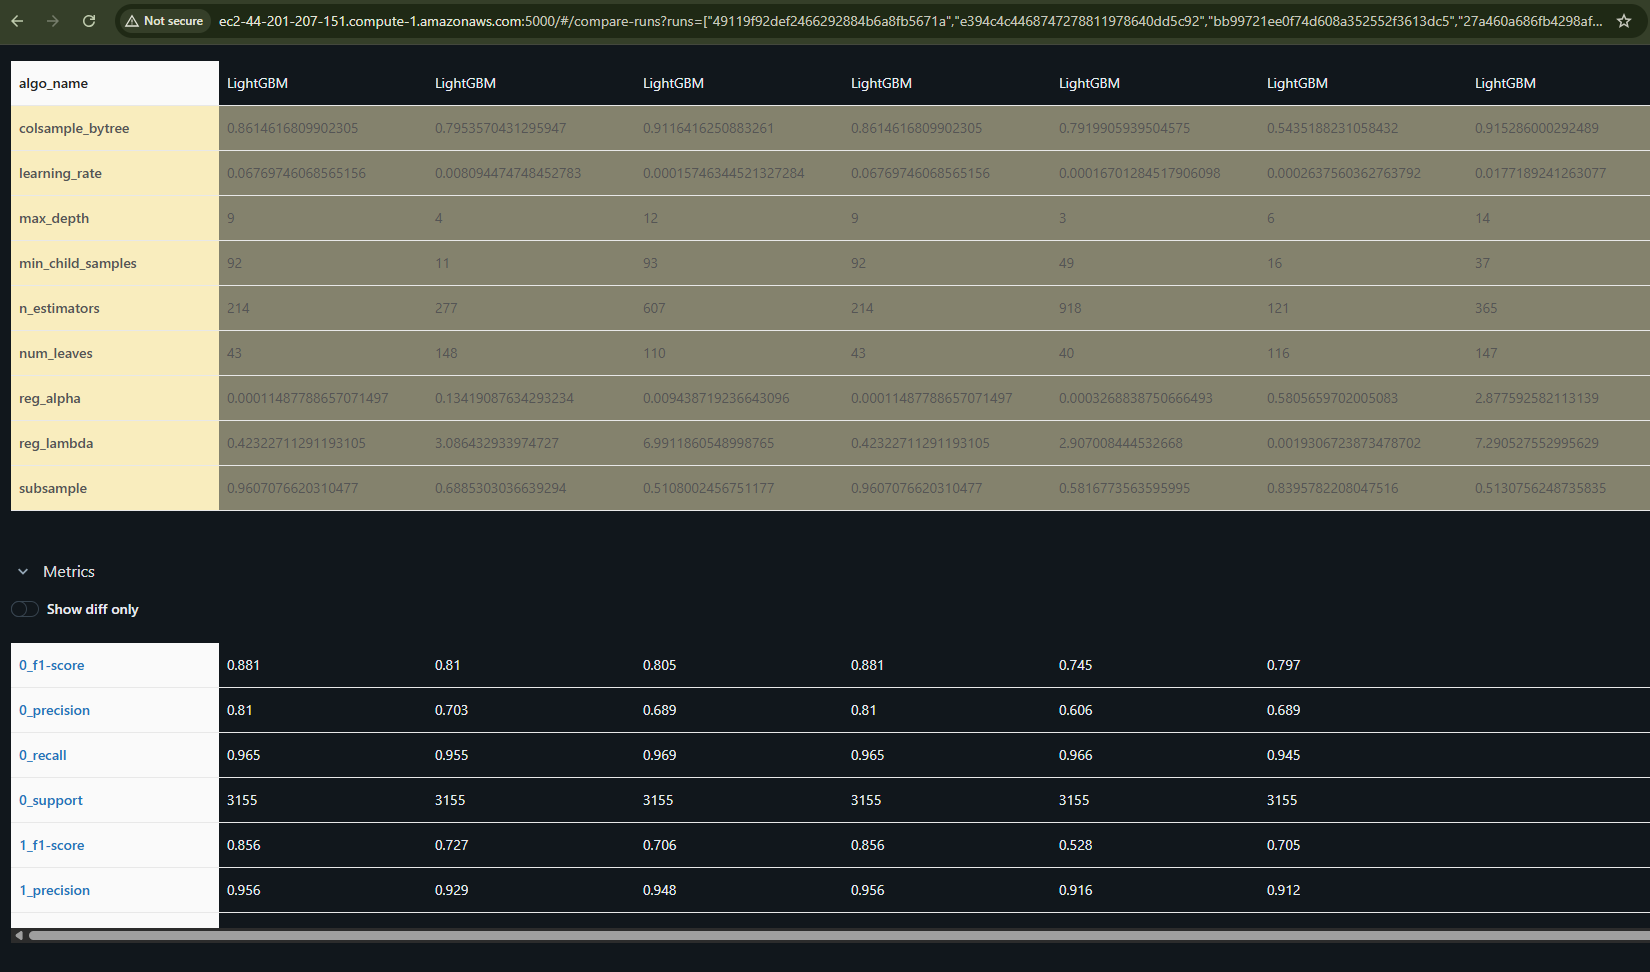 Not secure ec2-44-201-207-151.compute-1.amazonaws.com:5000/#/compare-runs?runs=["49119f92def2466292884b6a8fb5671a","e394c4c4468747278811978640dd5c92","bb99721ee0f74d608a352552f3613dc5","27a460a686fb4298af...
algo_name LightGBM LightGBM LightGBM LightGBM LightGBM LightGBM LightGBM
colsample_bytree 0.8614616809902305 0.7953570431295947 0.9116416250883261 0.8614616809902305 0.7919905939504575 0.5435188231058432 0.915286000292489
learning_rate 0.06769746068565156 0.008094474748452783 0.00015746344521327284 0.06769746068565156 0.00016701284517906098 0.0002637560362763792 0.0177189241263077
max_depth 9 4 12 9 3 6 14
min_child_samples 92 11 93 92 49 16 37
n_estimators 214 277 607 214 918 121 365
num_leaves 43 148 110 43 40 116 147
reg_alpha 0.00011487788657071497 0.13419087634293234 0.009438719236643096 0.00011487788657071497 0.0003268838750666493 0.5805659702005083 2.877592582113139
reg_lambda 0.42322711291193105 3.086432933974727 6.9911860548998765 0.42322711291193105 2.907008444532668 0.0019306723873478702 7.290527552995629
subsample 0.9607076620310477 0.6885303036639294 0.5108002456751177 0.9607076620310477 0.5816773563595995 0.8395782208047516 0.5130756248735835
Metrics
Show diff only
0_f1-score 0.881 0.81 0.805 0.881 0.745 0.797
0_precision 0.81 0.703 0.689 0.81 0.606 0.689
0_recall 0.965 0.955 0.969 0.965 0.966 0.945
0_support 3155 3155 3155 3155 3155 3155
1_f1-score 0.856 0.727 0.706 0.856 0.528 0.705
1_precision 0.956 0.929 0.948 0.956 0.916 0.912